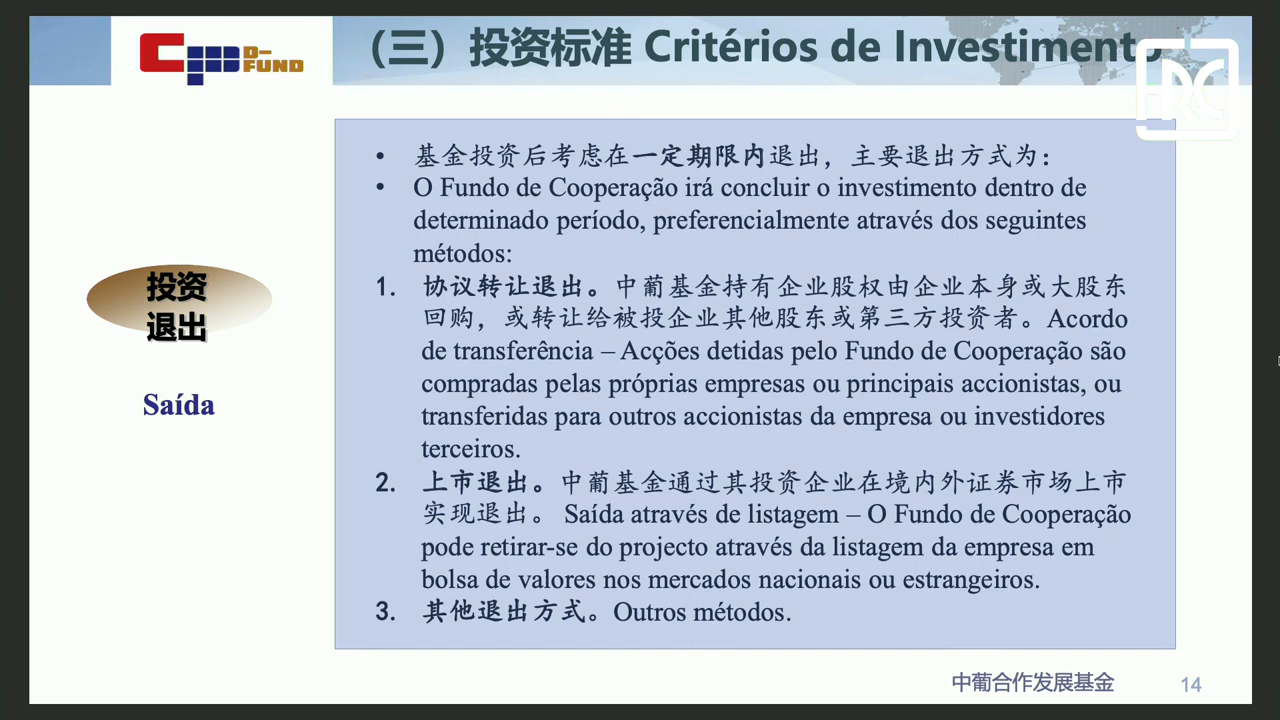 CPD-FUND
（三）投资标准 Critérios de Investimento
投资
退出
Saída
• 基金投资后考虑在一定期限内退出，主要退出方式为：
• O Fundo de Cooperação irá concluir o investimento dentro de
determinado período, preferencialmente através dos seguintes
métodos:
1. 协议转让退出。中葡基金持有企业股权由企业本身或大股东
回购，或转让给被投企业其他股东或第三方投资者。Acordo
de transferência – Acções detidas pelo Fundo de Cooperação são
compradas pelas próprias empresas ou principais accionistas, ou
transferidas para outros accionistas da empresa ou investidores
terceiros.
2. 上市退出。中葡基金通过其投资企业在境内外证券市场上市
实现退出。 Saída através de listagem – O Fundo de Cooperação
pode retirar-se do projecto através da listagem da empresa em
bolsa de valores nos mercados nacionais ou estrangeiros.
3. 其他退出方式。Outros métodos.
中葡合作发展基金
14